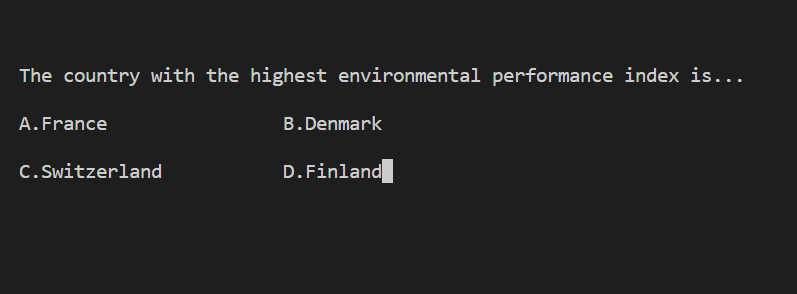 The country with the highest environmental performance index is...
A.France B.Denmark
C.Switzerland D.Finland